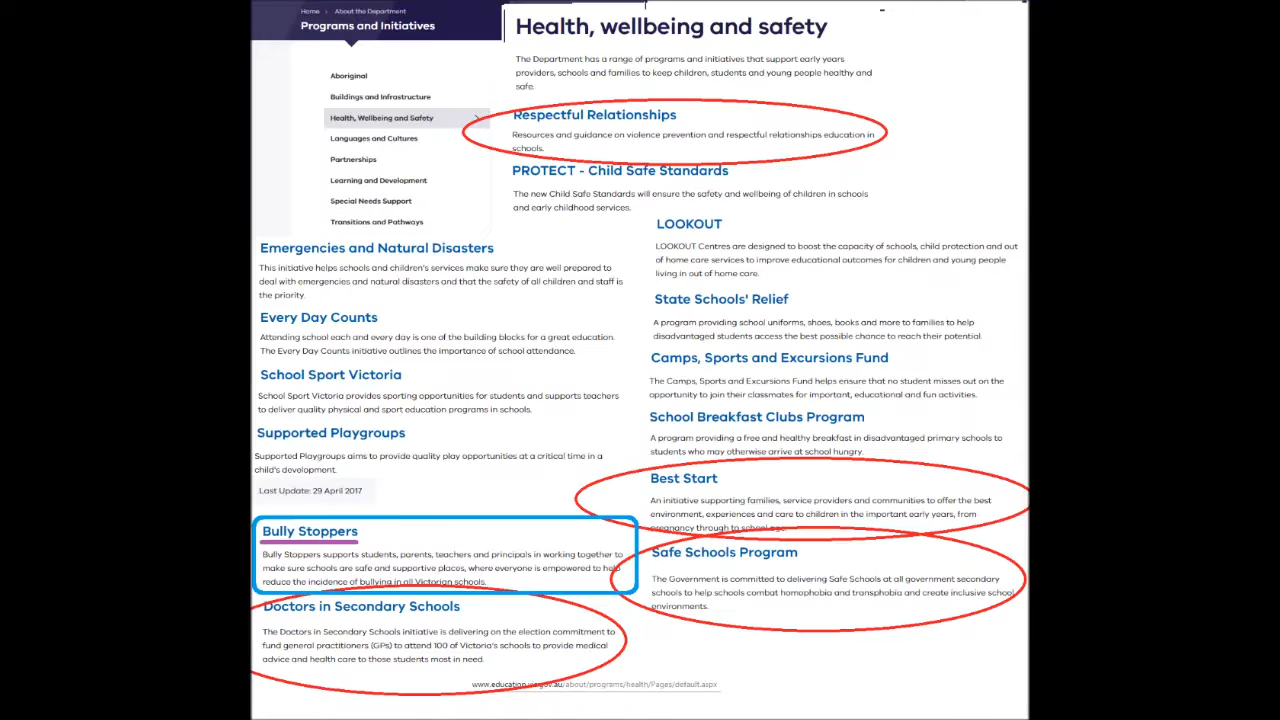 Home › About the Department
Programs and Initiatives
Aboriginal
Buildings and Infrastructure
Health, Wellbeing and Safety
Languages and Cultures
Partnerships
Learning and Development
Special Needs Support
Transitions and Pathways
Health, wellbeing and safety
The Department has a range of programs and initiatives that support early years
providers, schools and families to keep children, students and young people healthy and
safe.
Respectful Relationships
Resources and guidance on violence prevention and respectful relationships education in
schools.
PROTECT - Child Safe Standards
The new Child Safe Standards will ensure the safety and wellbeing of children in schools
and early childhood services.
Emergencies and Natural Disasters
This initiative helps schools and children's services make sure they are well prepared to
deal with emergencies and natural disasters and that the safety of all children and staff is
the priority.
Every Day Counts
Attending school each and every day is one of the building blocks for a great education.
The Every Day Counts initiative outlines the importance of school attendance.
School Sport Victoria
School Sport Victoria provides sporting opportunities for students and supports teachers
to deliver quality physical and sport education programs in schools.
Supported Playgroups
Supported Playgroups aims to provide quality play opportunities at a critical time in a
child's development.
Last Update: 29 April 2017
Bully Stoppers
Bully Stoppers supports students, parents, teachers and principals in working together to
make sure schools are safe and supportive places, where everyone is empowered to help
reduce the incidence of bullying in all Victorian schools.
Doctors in Secondary Schools
The Doctors in Secondary Schools initiative is delivering on the election commitment to
fund general practitioners (GPs) to attend 100 of Victoria's schools to provide medical
advice and health care to those students most in need.
LOOKOUT
LOOKOUT Centres are designed to boost the capacity of schools, child protection and out
of home care services to improve educational outcomes for children and young people
living in out of home care.
State Schools' Relief
A program providing school uniforms, shoes, books and more to families to help
disadvantaged students access the best possible chance to reach their potential.
Camps, Sports and Excursions Fund
The Camps, Sports and Excursions Fund helps ensure that no student misses out on the
opportunity to join their classmates for important, educational and fun activities.
School Breakfast Clubs Program
A program providing a free and healthy breakfast in disadvantaged primary schools to
students who may otherwise arrive at school hungry.
Best Start
An initiative supporting families, service providers and communities to offer the best
environment, experiences and care to children in the important early years, from
pregnancy through to school age.
Safe Schools Program
The Government is committed to delivering Safe Schools at all government secondary
schools to help schools combat homophobia and transphobia and create inclusive school
environments.
www.education.vic.gov.au/about/programs/health/Pages/default.aspx